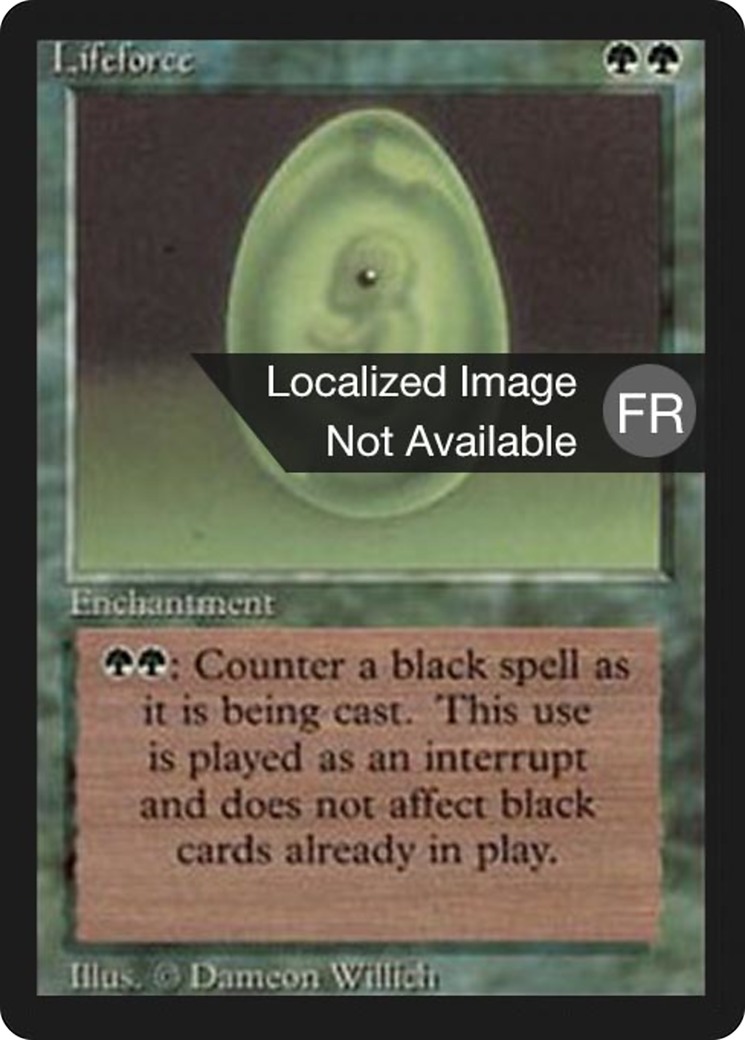 Lifeforce
Localized Image
Not Available
FR
Enchantment
: Counter a black spell as
it is being cast. This use
is played as an interrupt
and does not affect black
cards already in play.
Illus. © Dameon Willich